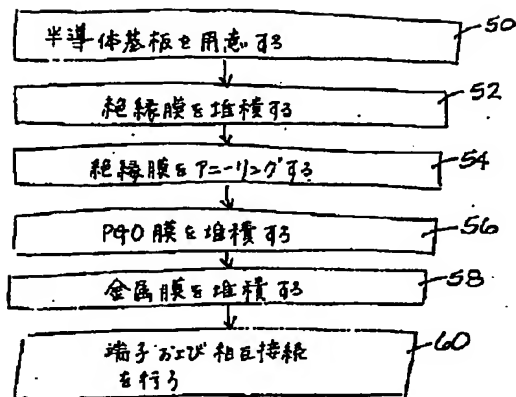 半導体基板を用意する
50
絶縁膜を堆積する
52
絶縁膜をアニーリングする
54
PGO膜を堆積する
56
金属膜を堆積する
58
端子および相互接続
を行う
60